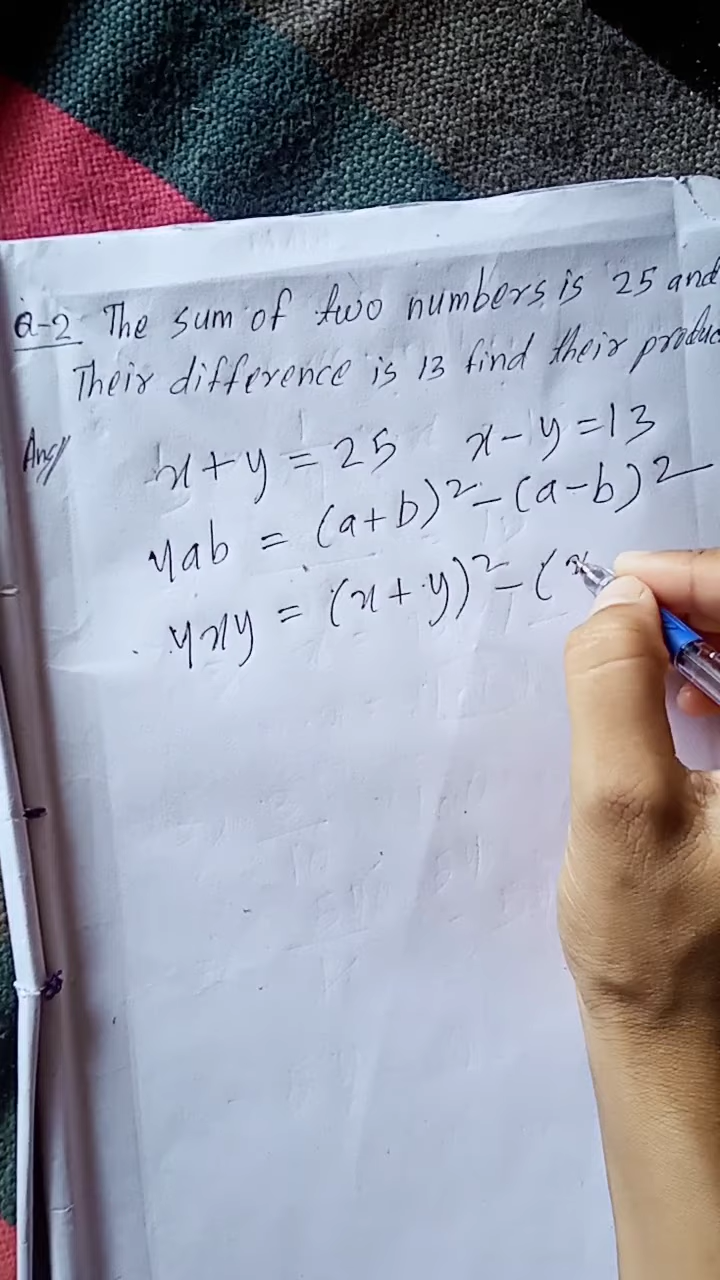 Q-2 The sum of two numbers is 25 and
Their difference is 13 find their produc
Ans//
x+y=25 x-y=13
4ab = (a+b)²-(a-b)²
4xy = (x+y)²-(x